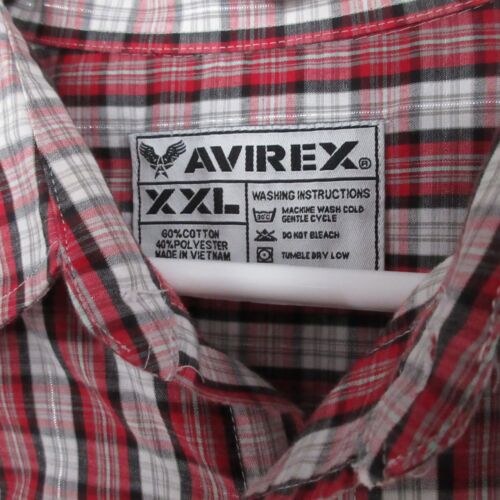 AVIREX®
XXL
60% COTTON
40% POLYESTER
MADE IN VIETNAM
WASHING INSTRUCTIONS
30°C MACHINE WASH COLD
GENTLE CYCLE
DO NOT BLEACH
TUMBLE DRY LOW